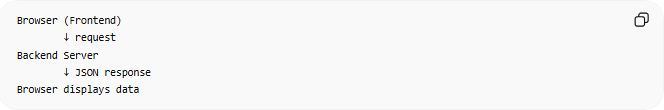 Browser (Frontend)
↓ request
Backend Server
↓ JSON response
Browser displays data